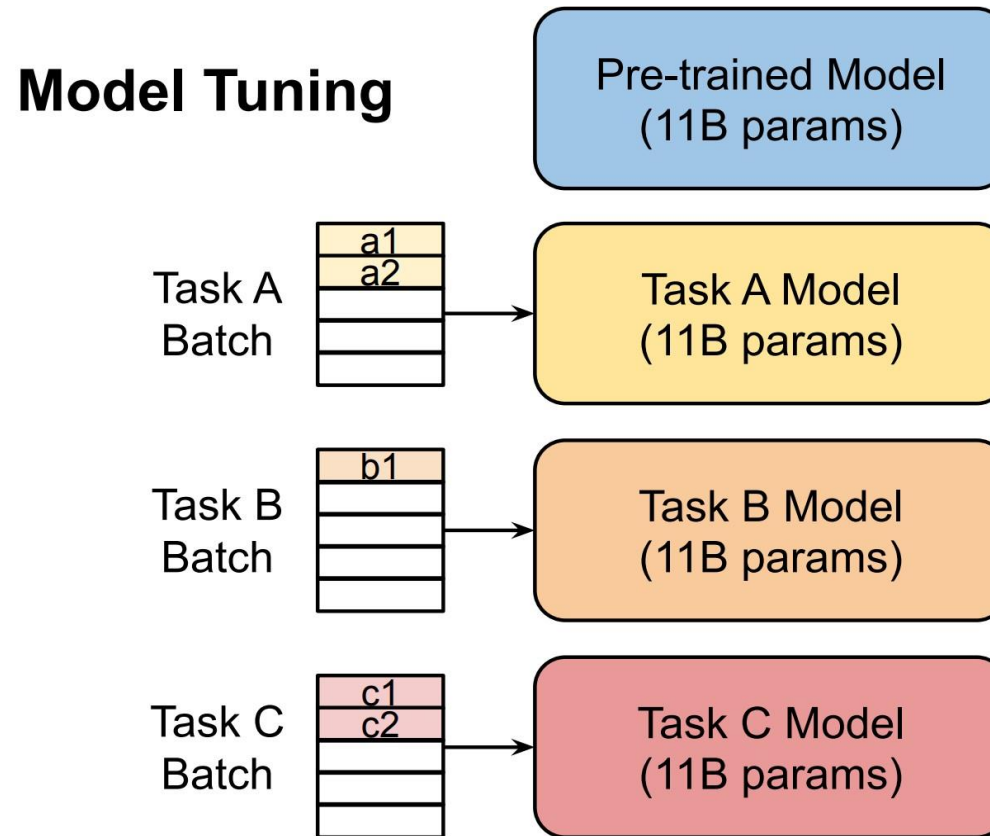 Model Tuning
Pre-trained Model
(11B params)
Task A
Batch
a1
a2
Task A Model
(11B params)
Task B
Batch
b1
Task B Model
(11B params)
Task C
Batch
c1
c2
Task C Model
(11B params)